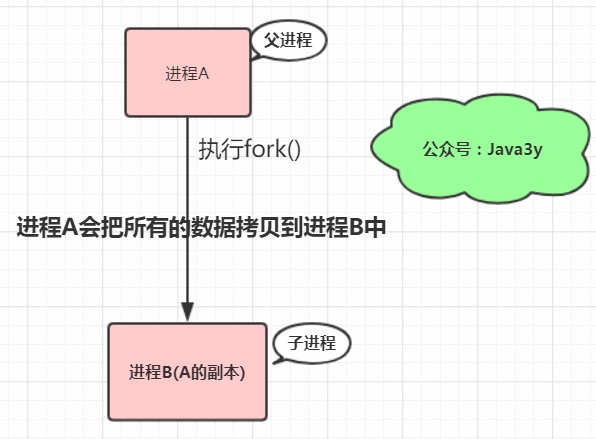 父进程
进程A
执行fork()
公众号：Java3y
进程A会把所有的数据拷贝到进程B中
子进程
进程B(A的副本)